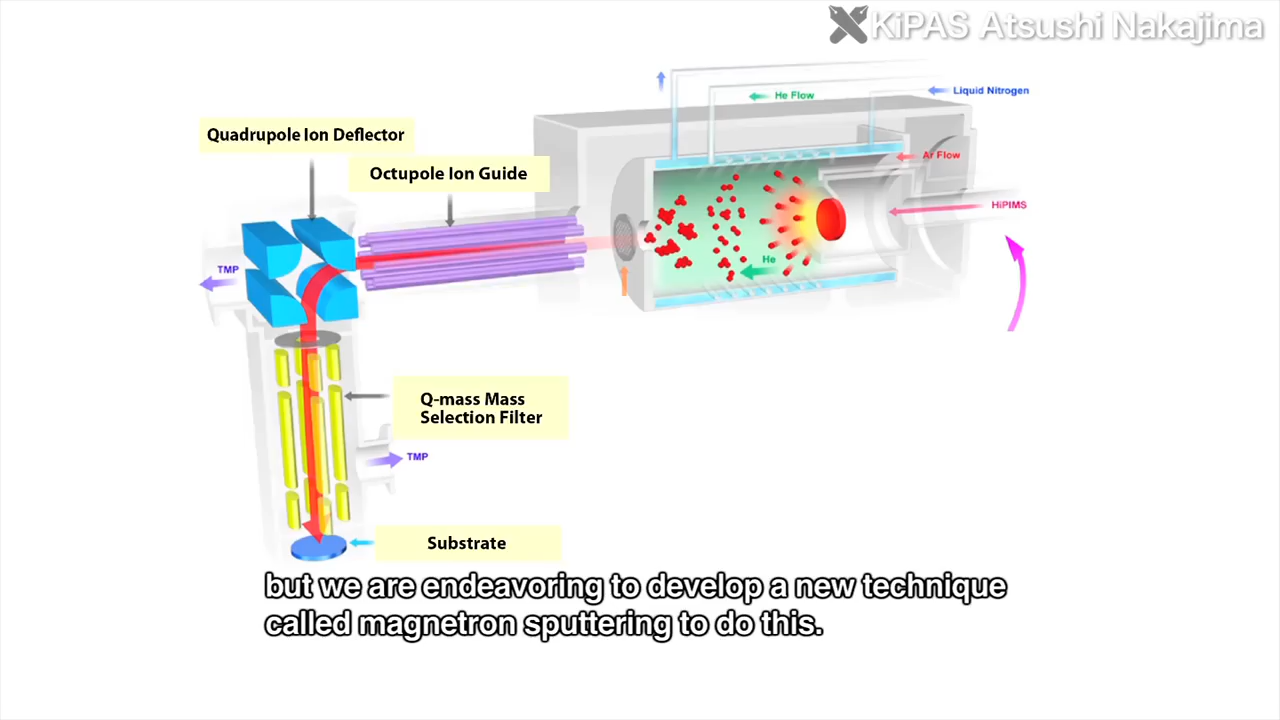 KiPAS Atsushi Nakajima
Liquid Nitrogen
He Flow
Quadrupole Ion Deflector
Ar Flow
Octupole Ion Guide
HiPIMS
He
TMP
Q-mass Mass
Selection Filter
TMP
Substrate
but we are endeavoring to develop a new technique
called magnetron sputtering to do this.